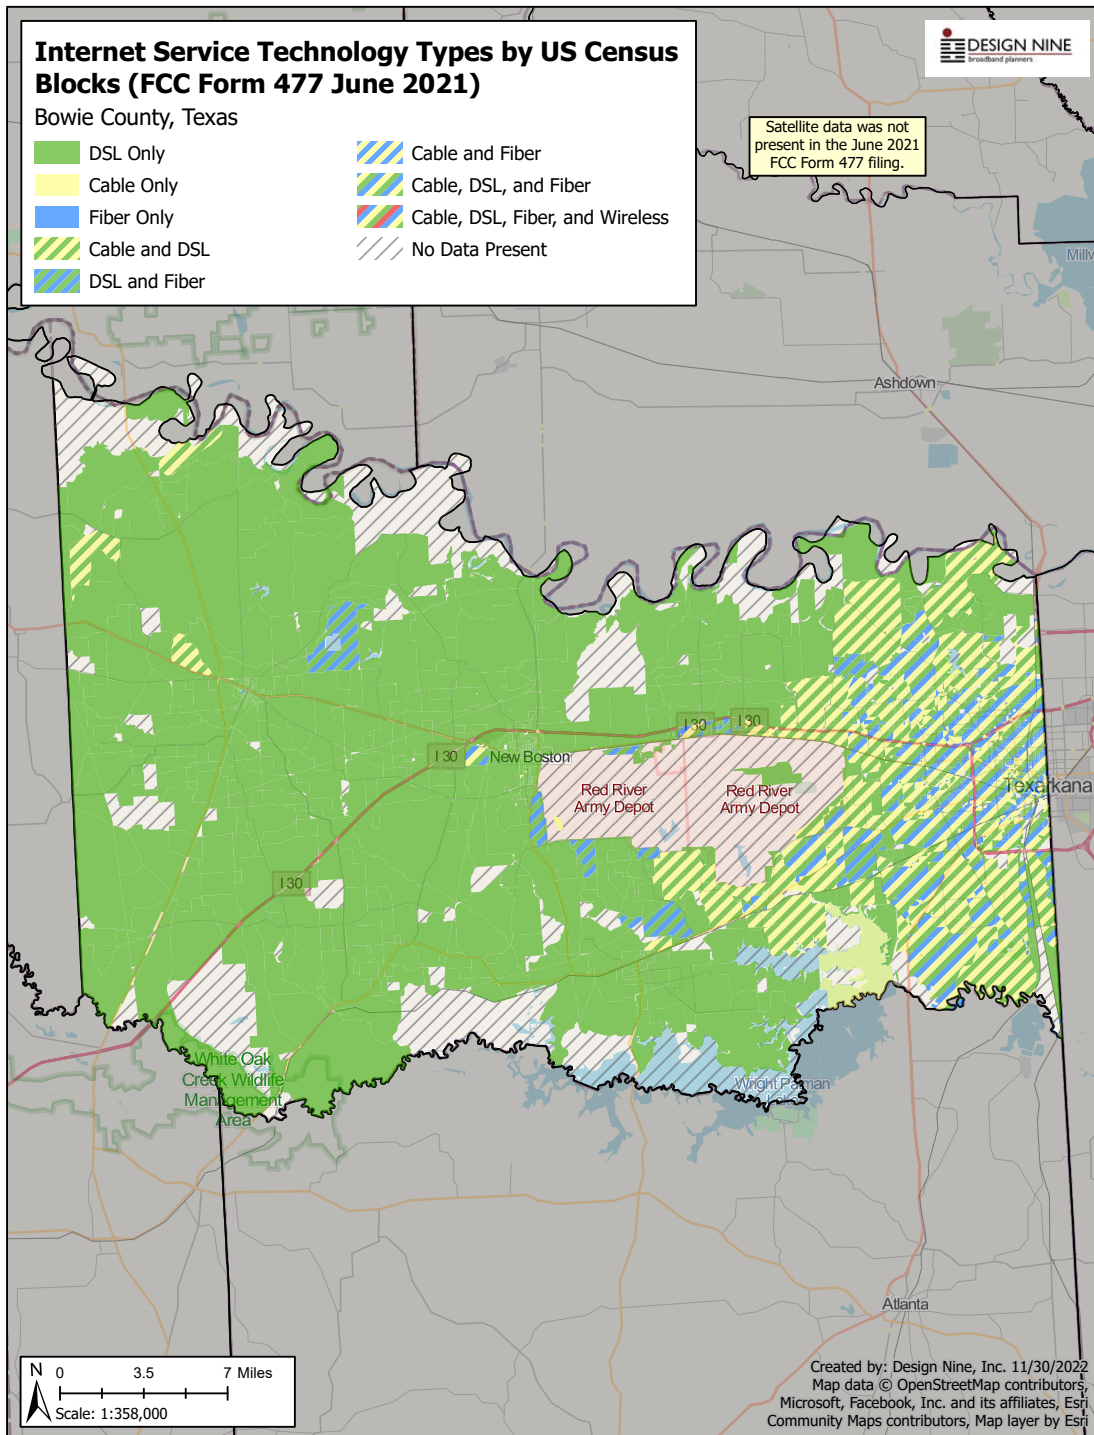 Internet Service Technology Types by US Census
Blocks (FCC Form 477 June 2021)
Bowie County, Texas
DSL Only
Cable Only
Fiber Only
Cable and DSL
DSL and Fiber
Cable and Fiber
Cable, DSL, and Fiber
Cable, DSL, Fiber, and Wireless
No Data Present
DESIGN NINE
broadband planners
Satellite data was not
present in the June 2021
FCC Form 477 filing.
Millw
Ashdown
I 30
I 30
I 30
New Boston
Red River
Army Depot
Red River
Army Depot
Texarkana
I 30
White Oak
Creek Wildlife
Management
Area
Wright Patman
Lake
Atlanta
N
0 3.5 7 Miles
Scale: 1:358,000
Created by: Design Nine, Inc. 11/30/2022
Map data © OpenStreetMap contributors,
Microsoft, Facebook, Inc. and its affiliates, Esri
Community Maps contributors, Map layer by Esri